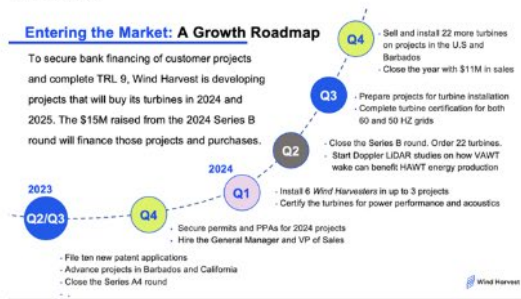 Entering the Market: A Growth Roadmap
To secure bank financing of customer projects
and complete TRL 9, Wind Harvest is developing
projects that will buy its turbines in 2024 and
2025. The $15M raised from the 2024 Series B
round will finance those projects and purchases.
2023
Q2/Q3
- File ten new patent applications
- Advance projects in Barbados and California
- Close the Series A4 round
Q4
- Secure permits and PPAs for 2024 projects
- Hire the General Manager and VP of Sales
2024
Q1
- Install 6 Wind Harvesters in up to 3 projects
- Certify the turbines for power performance and acoustics
Q2
- Close the Series B round. Order 22 turbines.
- Start Doppler LiDAR studies on how VAWT
wake can benefit HAWT energy production
Q3
- Prepare projects for turbine installation
- Complete turbine certification for both
60 and 50 HZ grids
Q4
- Sell and install 22 more turbines
on projects in the U.S and
Barbados
- Close the year with $11M in sales
Wind Harvest